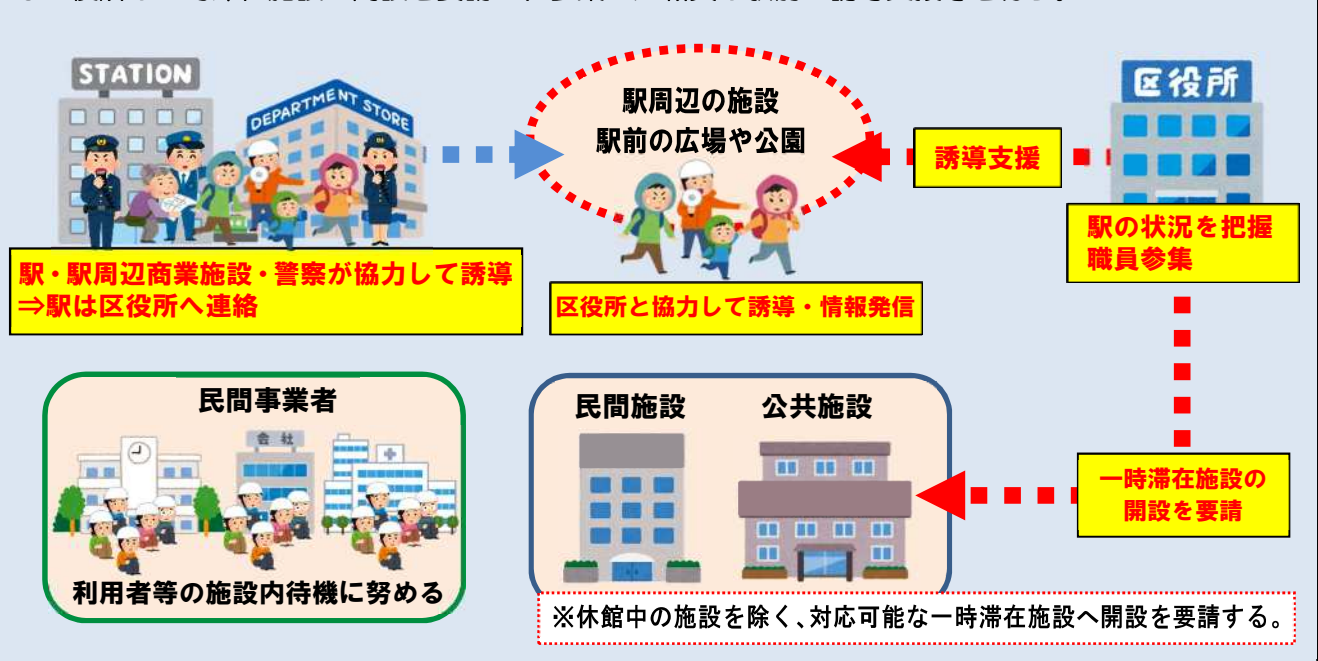 STATION
DEPARTMENT STORE
駅周辺の施設
駅前の広場や公園
誘導支援
区役所
駅の状況を把握
職員参集
駅・駅周辺商業施設・警察が協力して誘導
⇒駅は区役所へ連絡
区役所と協力して誘導・情報発信
民間事業者
会社
利用者等の施設内待機に努める
民間施設
公共施設
一時滞在施設の
開設を要請
※休館中の施設を除く、対応可能な一時滞在施設へ開設を要請する。